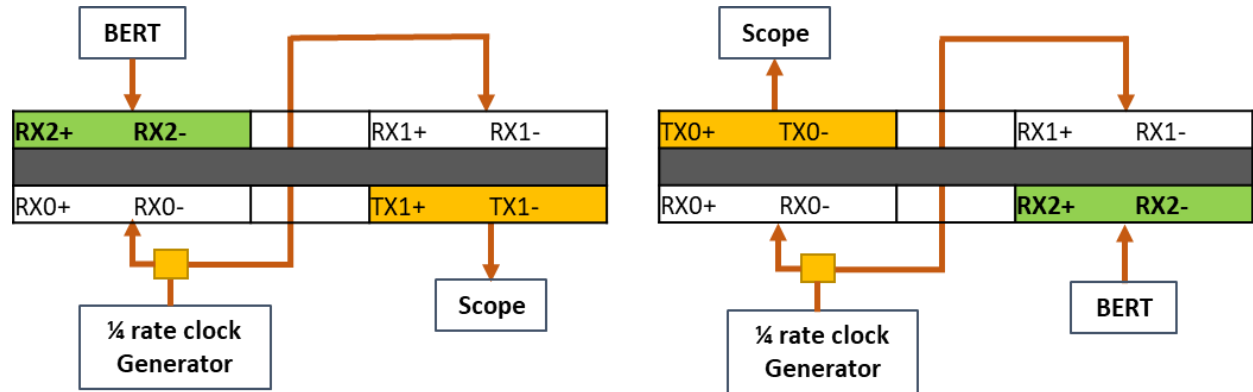 BERT
RX2+ RX2- RX1+ RX1-
RX0+ RX0- TX1+ TX1-
Scope
¼ rate clock
Generator
Scope
TX0+ TX0- RX1+ RX1-
RX0+ RX0- RX2+ RX2-
BERT
¼ rate clock
Generator